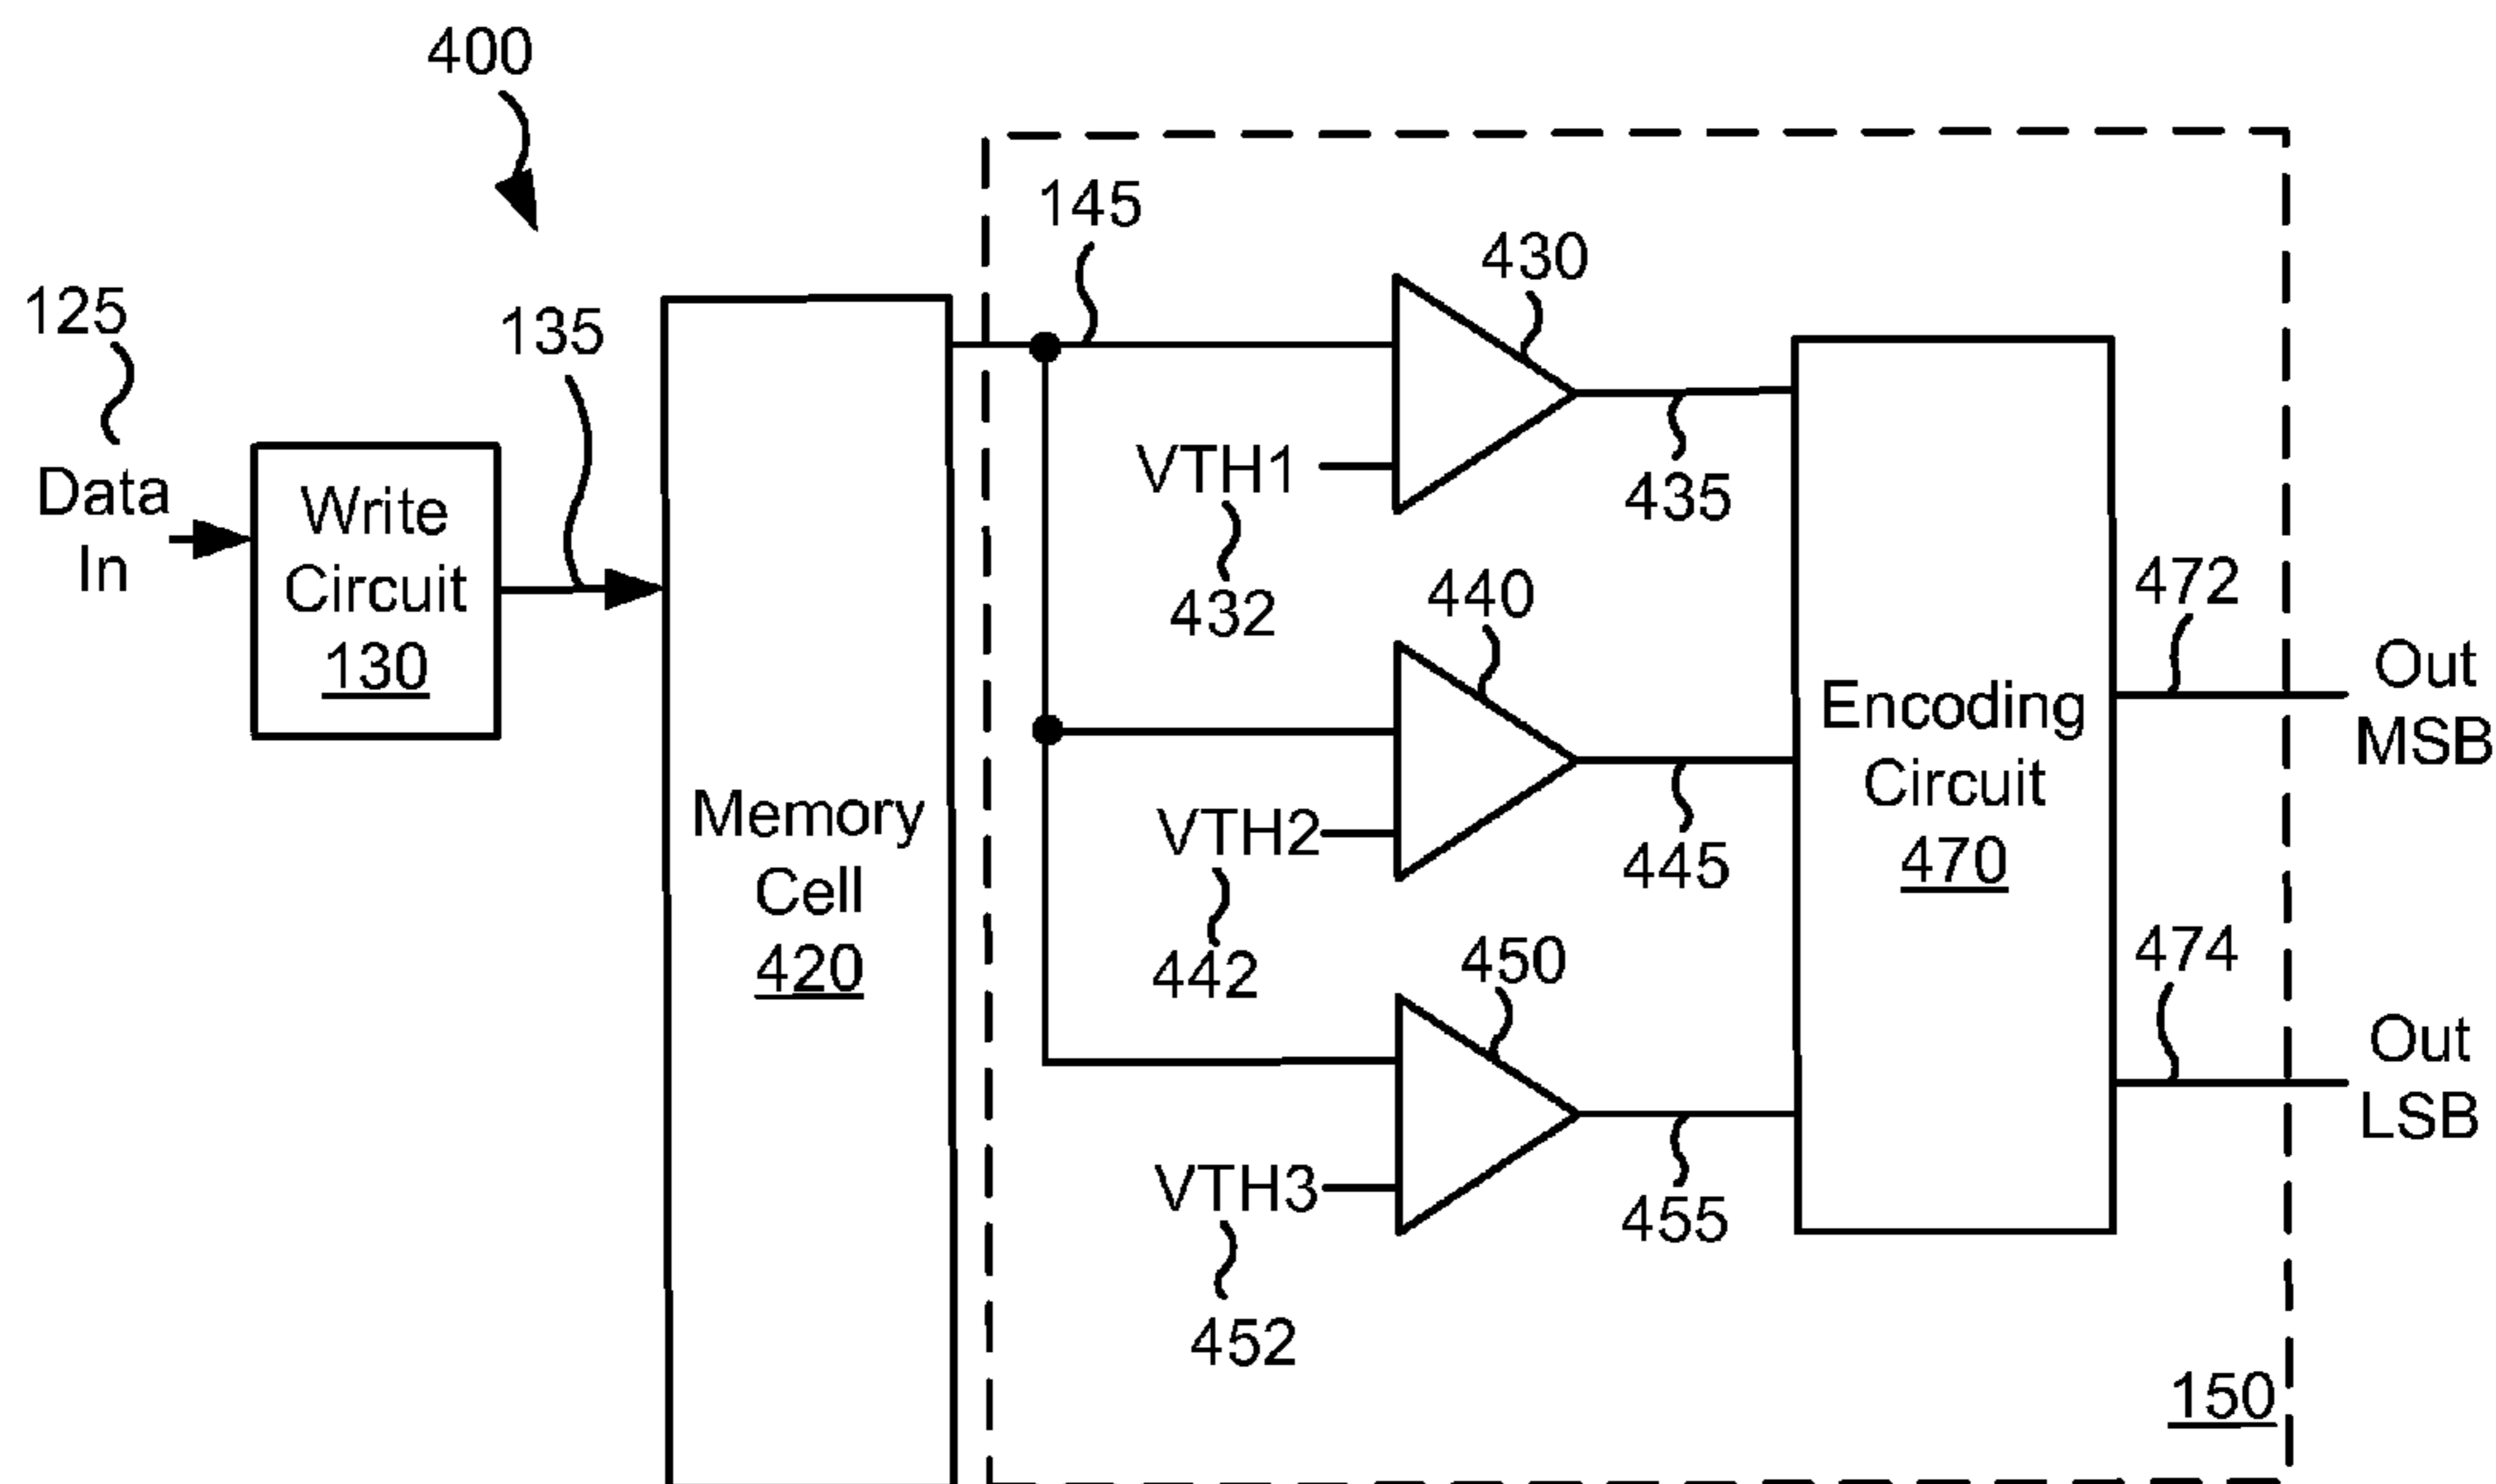 400
145
430
125
135
Data
In
Write
Circuit
130
VTH1
432
435
440
472
Out
MSB
Memory
Cell
420
VTH2
442
445
Encoding
Circuit
470
450
474
Out
LSB
VTH3
452
455
150